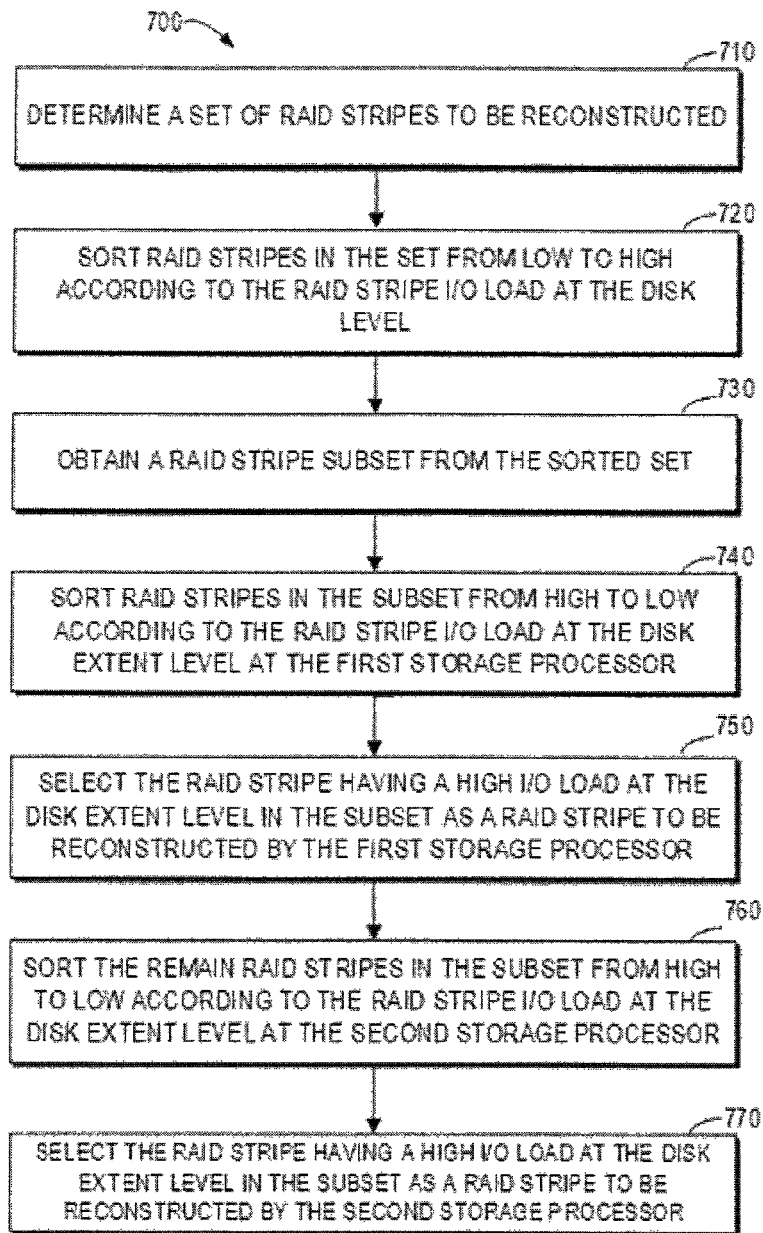 700
710
DETERMINE A SET OF RAID STRIPES TO BE RECONSTRUCTED
720
SORT RAID STRIPES IN THE SET FROM LOW TO HIGH
ACCORDING TO THE RAID STRIPE I/O LOAD AT THE DISK
LEVEL
730
OBTAIN A RAID STRIPE SUBSET FROM THE SORTED SET
740
SORT RAID STRIPES IN THE SUBSET FROM HIGH TO LOW
ACCORDING TO THE RAID STRIPE I/O LOAD AT THE DISK
EXTENT LEVEL AT THE FIRST STORAGE PROCESSOR
750
SELECT THE RAID STRIPE HAVING A HIGH I/O LOAD AT THE
DISK EXTENT LEVEL IN THE SUBSET AS A RAID STRIPE TO BE
RECONSTRUCTED BY THE FIRST STORAGE PROCESSOR
760
SORT THE REMAIN RAID STRIPES IN THE SUBSET FROM HIGH
TO LOW ACCORDING TO THE RAID STRIPE I/O LOAD AT THE
DISK EXTENT LEVEL AT THE SECOND STORAGE PROCESSOR
770
SELECT THE RAID STRIPE HAVING A HIGH I/O LOAD AT THE DISK
EXTENT LEVEL IN THE SUBSET AS A RAID STRIPE TO BE
RECONSTRUCTED BY THE SECOND STORAGE PROCESSOR